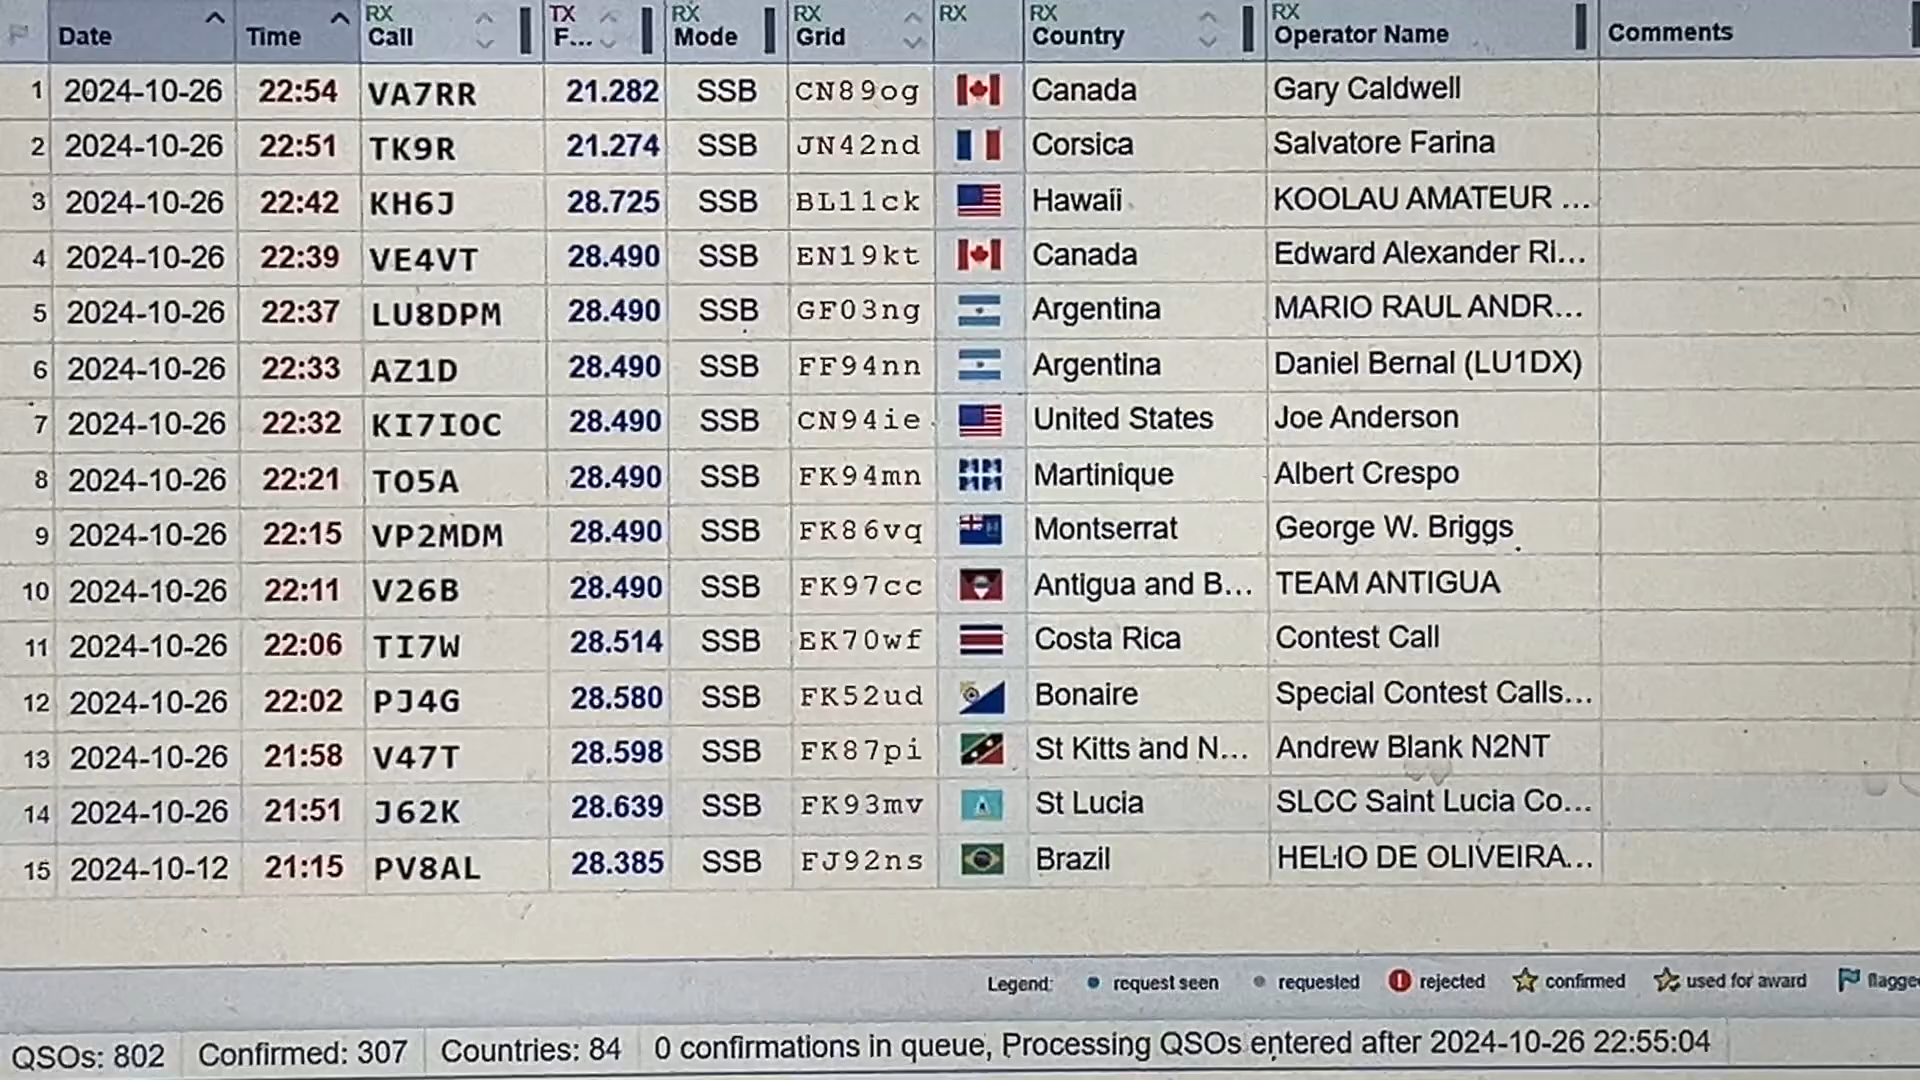 Date Time RX Call TX F... RX Mode RX Grid RX RX Country RX Operator Name Comments
1 2024-10-26 22:54 VA7RR 21.282 SSB CN89og Canada Gary Caldwell
2 2024-10-26 22:51 TK9R 21.274 SSB JN42nd Corsica Salvatore Farina
3 2024-10-26 22:42 KH6J 28.725 SSB BL11ck Hawaii KOOLAU AMATEUR ...
4 2024-10-26 22:39 VE4VT 28.490 SSB EN19kt Canada Edward Alexander RI...
5 2024-10-26 22:37 LU8DPM 28.490 SSB GF03ng Argentina MARIO RAUL ANDR...
6 2024-10-26 22:33 AZ1D 28.490 SSB FF94nn Argentina Daniel Bernal (LU1DX)
7 2024-10-26 22:32 KI7IOC 28.490 SSB CN94ie United States Joe Anderson
8 2024-10-26 22:21 TO5A 28.490 SSB FK94mn Martinique Albert Crespo
9 2024-10-26 22:15 VP2MDM 28.490 SSB FK86vq Montserrat George W. Briggs
10 2024-10-26 22:11 V26B 28.490 SSB FK97cc Antigua and B... TEAM ANTIGUA
11 2024-10-26 22:06 TI7W 28.514 SSB EK70wf Costa Rica Contest Call
12 2024-10-26 22:02 PJ4G 28.580 SSB FK52ud Bonaire Special Contest Calls...
13 2024-10-26 21:58 V47T 28.598 SSB FK87pi St Kitts and N... Andrew Blank N2NT
14 2024-10-26 21:51 J62K 28.639 SSB FK93mv St Lucia SLCC Saint Lucia Co...
15 2024-10-12 21:15 PV8AL 28.385 SSB FJ92ns Brazil HELIO DE OLIVEIRA...
Legend: request seen requested rejected confirmed used for award flagge
QSOs: 802 Confirmed: 307 Countries: 84 0 confirmations in queue, Processing QSOs entered after 2024-10-26 22:55:04